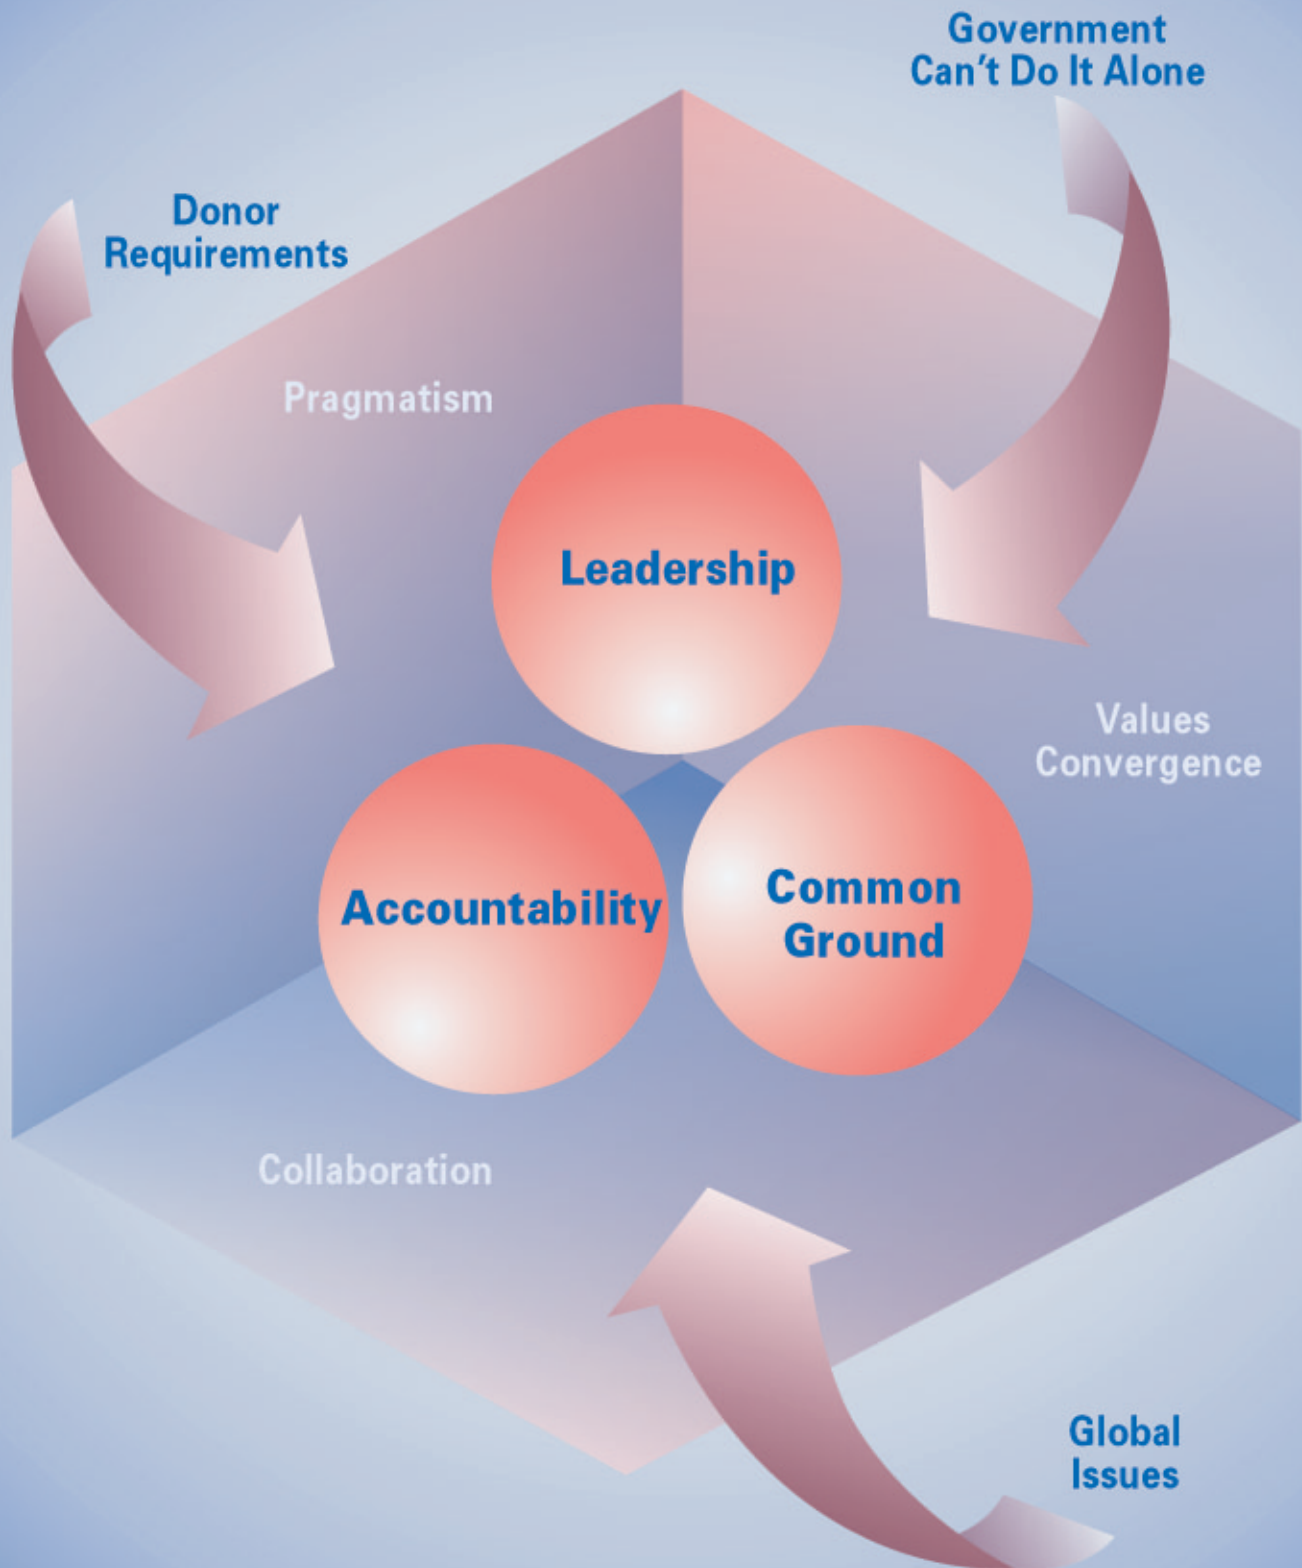 Government
Can't Do It Alone
Donor
Requirements
Pragmatism
Leadership
Values
Convergence
Accountability
Common
Ground
Collaboration
Global
Issues